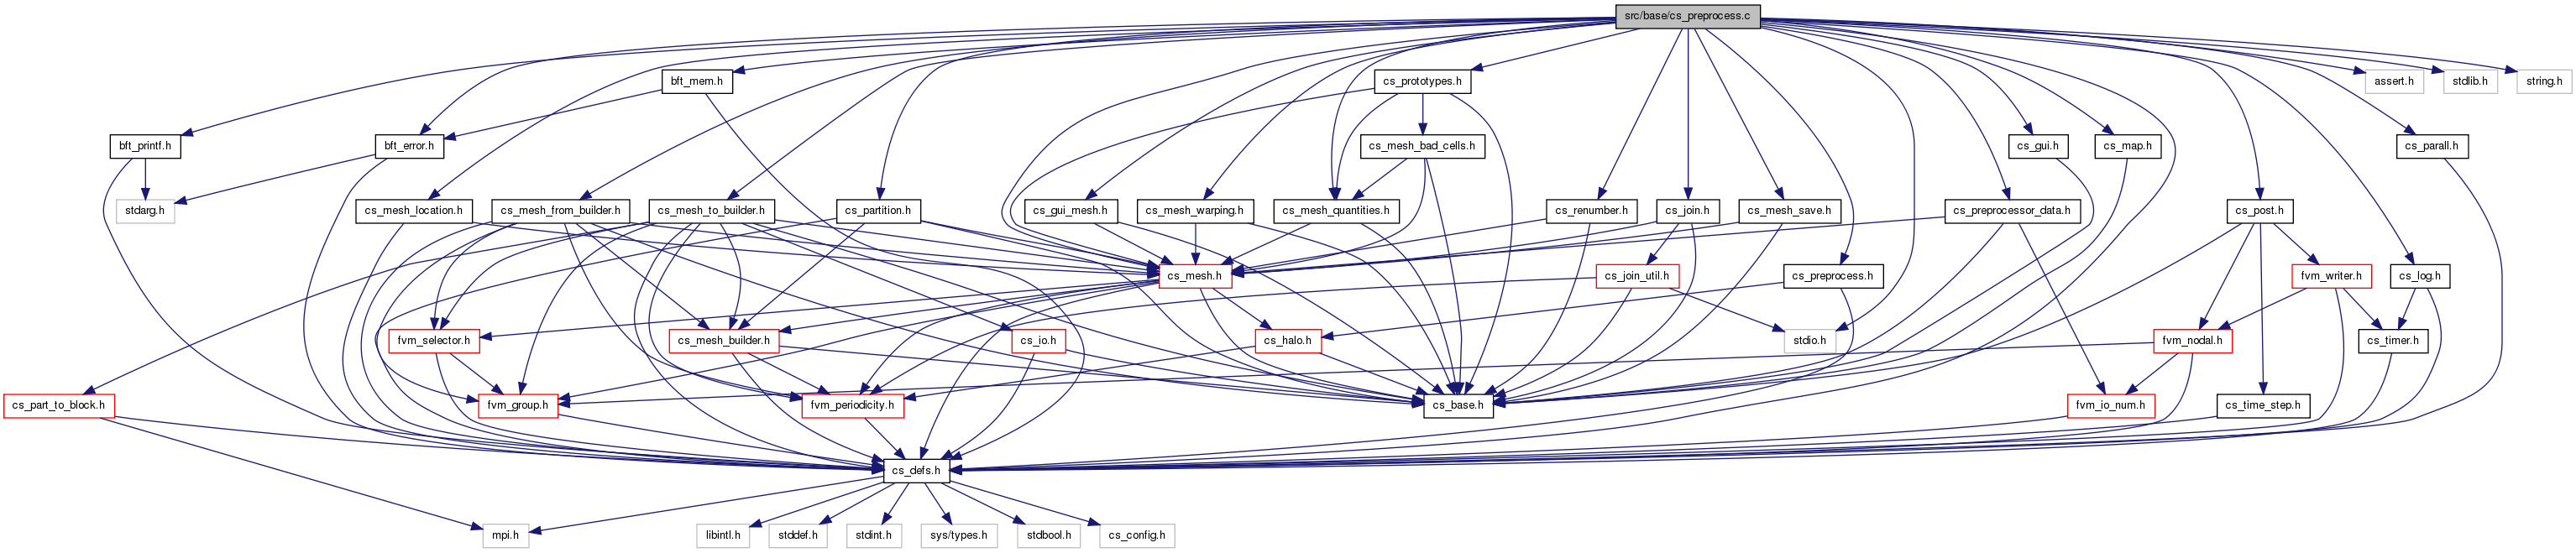 src/base/cs_preprocess.c
bft_mem.h
cs_prototypes.h
assert.h
stdlib.h
string.h
bft_printf.h
bft_error.h
cs_mesh_bad_cells.h
cs_gui.h
cs_map.h
cs_parall.h
stdarg.h
cs_mesh_location.h
cs_mesh_from_builder.h
cs_mesh_to_builder.h
cs_partition.h
cs_gui_mesh.h
cs_mesh_warping.h
cs_mesh_quantities.h
cs_renumber.h
cs_join.h
cs_mesh_save.h
cs_preprocessor_data.h
cs_post.h
cs_mesh.h
cs_join_util.h
cs_preprocess.h
fvm_writer.h
cs_log.h
fvm_selector.h
cs_mesh_builder.h
cs_io.h
cs_halo.h
stdio.h
fvm_nodal.h
cs_timer.h
cs_part_to_block.h
fvm_group.h
fvm_periodicity.h
cs_base.h
fvm_io_num.h
cs_time_step.h
cs_defs.h
mpi.h
libintl.h
stddef.h
stdint.h
sys/types.h
stdbool.h
cs_config.h